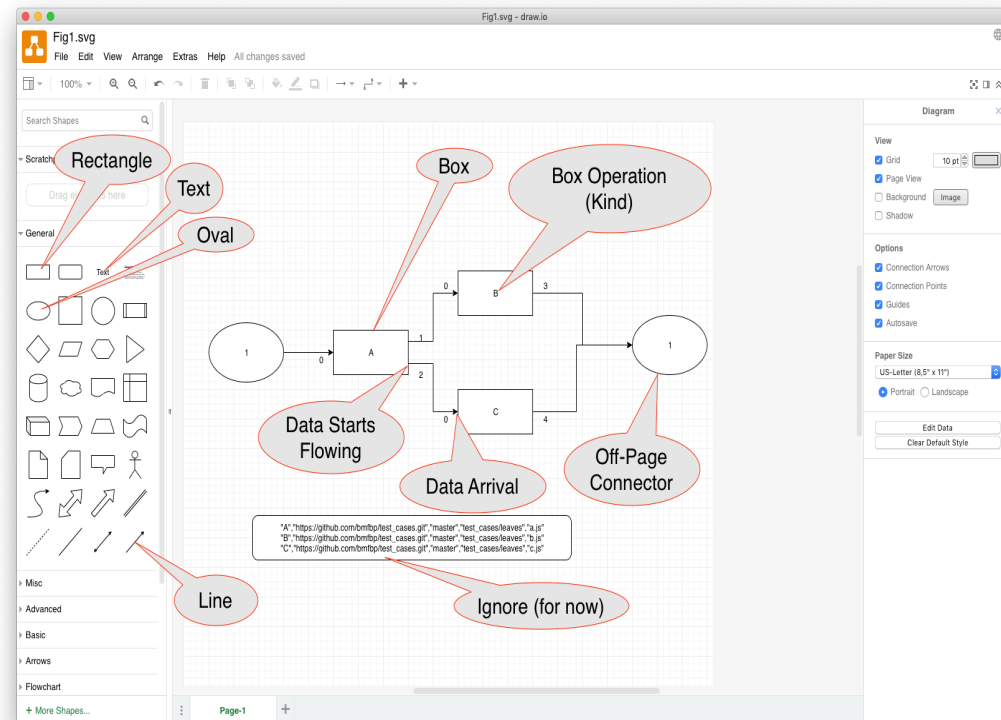 Fig1.svg - draw.io
Fig1.svg
File Edit View Arrange Extras Help All changes saved
100%
Search Shapes
Scratch
Drag
here
General
Text
Misc
Advanced
Basic
Arrows
Flowchart
+ More Shapes...
Rectangle
Text
Oval
Line
Box
Box Operation
(Kind)
1
0
A
1
2
0
B
3
0
C
4
1
Data Starts
Flowing
Data Arrival
Off-Page
Connector
"A","https://github.com/bmfbp/test_cases.git","master","test_cases/leaves","a.js"
"B","https://github.com/bmfbp/test_cases.git","master","test_cases/leaves","b.js"
"C","https://github.com/bmfbp/test_cases.git","master","test_cases/leaves","c.js"
Ignore (for now)
Page-1
Diagram
View
Grid 10 pt
Page View
Background Image
Shadow
Options
Connection Arrows
Connection Points
Guides
Autosave
Paper Size
US-Letter (8,5" x 11")
Portrait Landscape
Edit Data
Clear Default Style